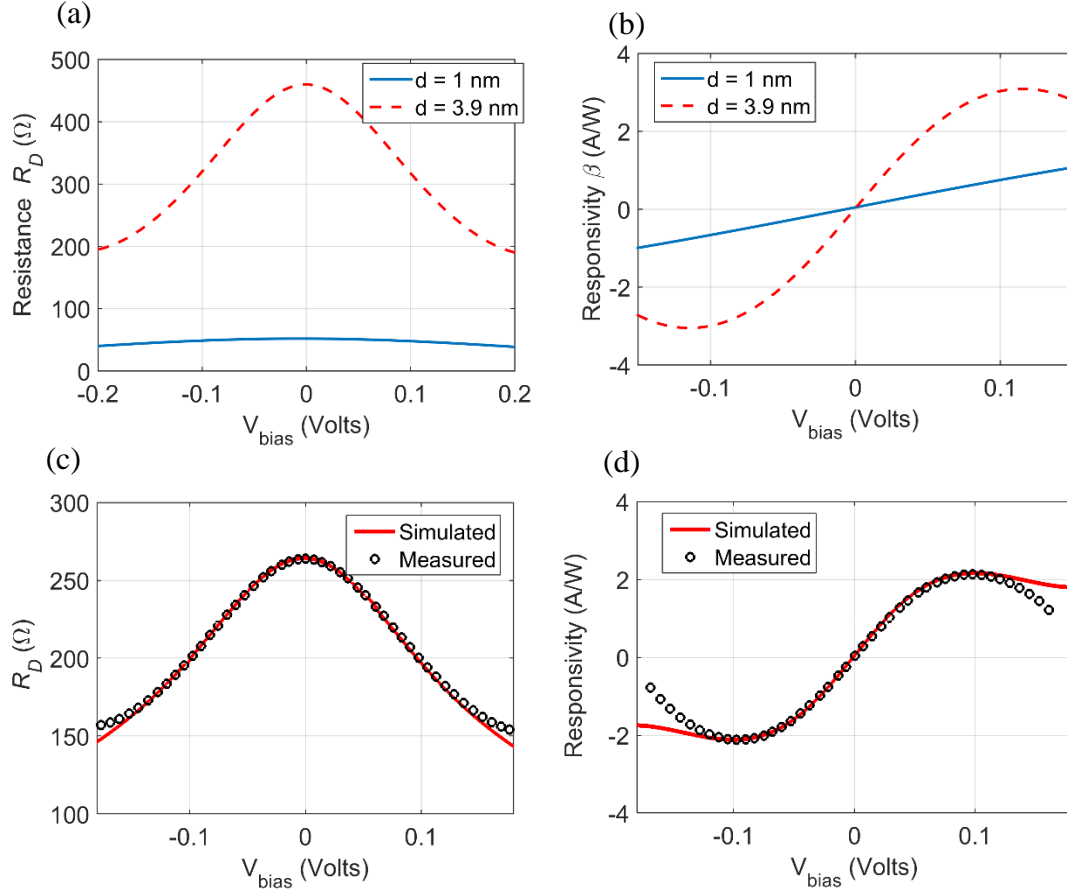 (a)
500
400
300
200
100
0
-0.2
-0.1
0
0.1
0.2
Resistance R_D (Ω)
V_bias (Volts)
d = 1 nm
d = 3.9 nm
(b)
4
2
0
-2
-4
-0.1
0
0.1
Responsivity β (A/W)
V_bias (Volts)
d = 1 nm
d = 3.9 nm
(c)
300
250
200
150
100
-0.1
0
0.1
R_D (Ω)
V_bias (Volts)
Simulated
Measured
(d)
4
2
0
-2
-4
-0.1
0
0.1
Responsivity (A/W)
V_bias (Volts)
Simulated
Measured